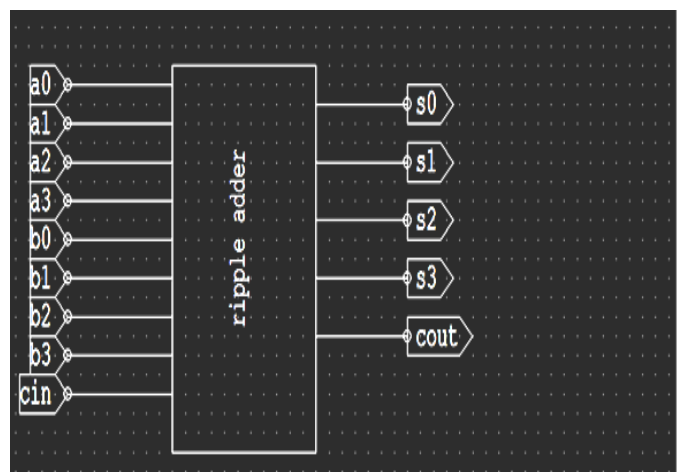 a0
a1
a2
a3
b0
b1
b2
b3
cin
ripple adder
s0
s1
s2
s3
cout